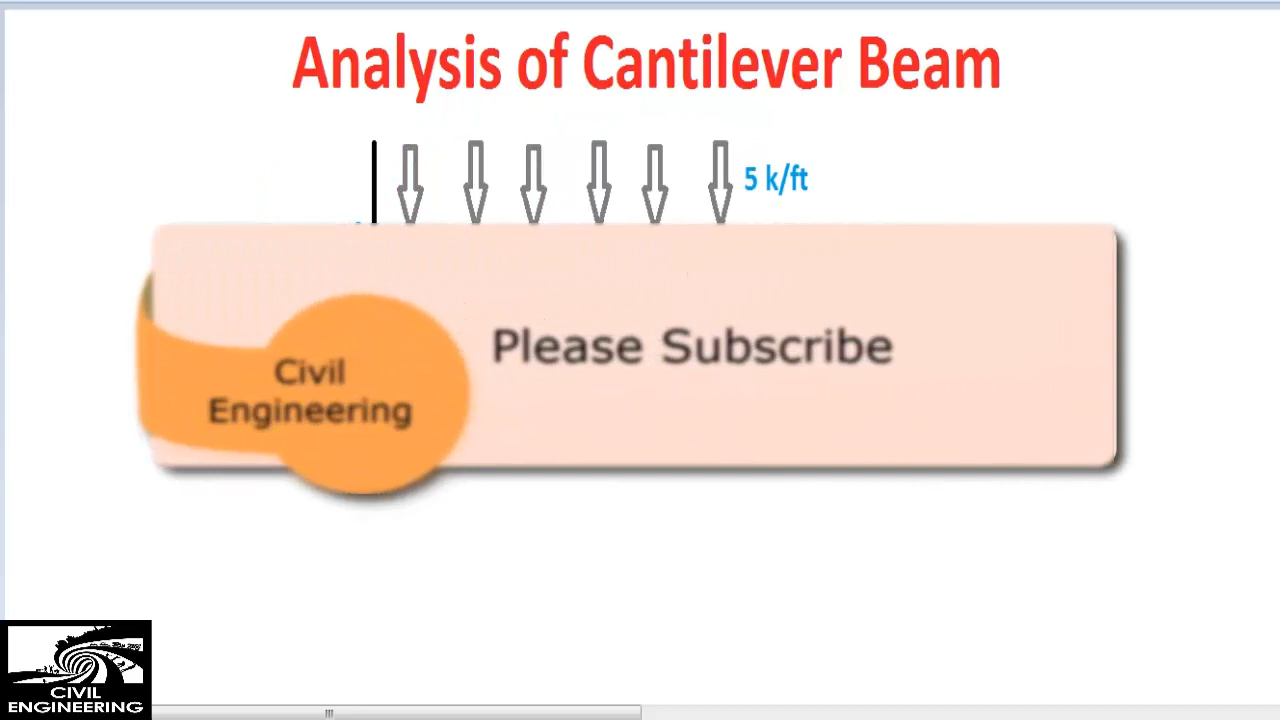 Analysis of Cantilever Beam
5 k/ft
Please Subscribe
Civil
Engineering
CIVIL
ENGINEERING